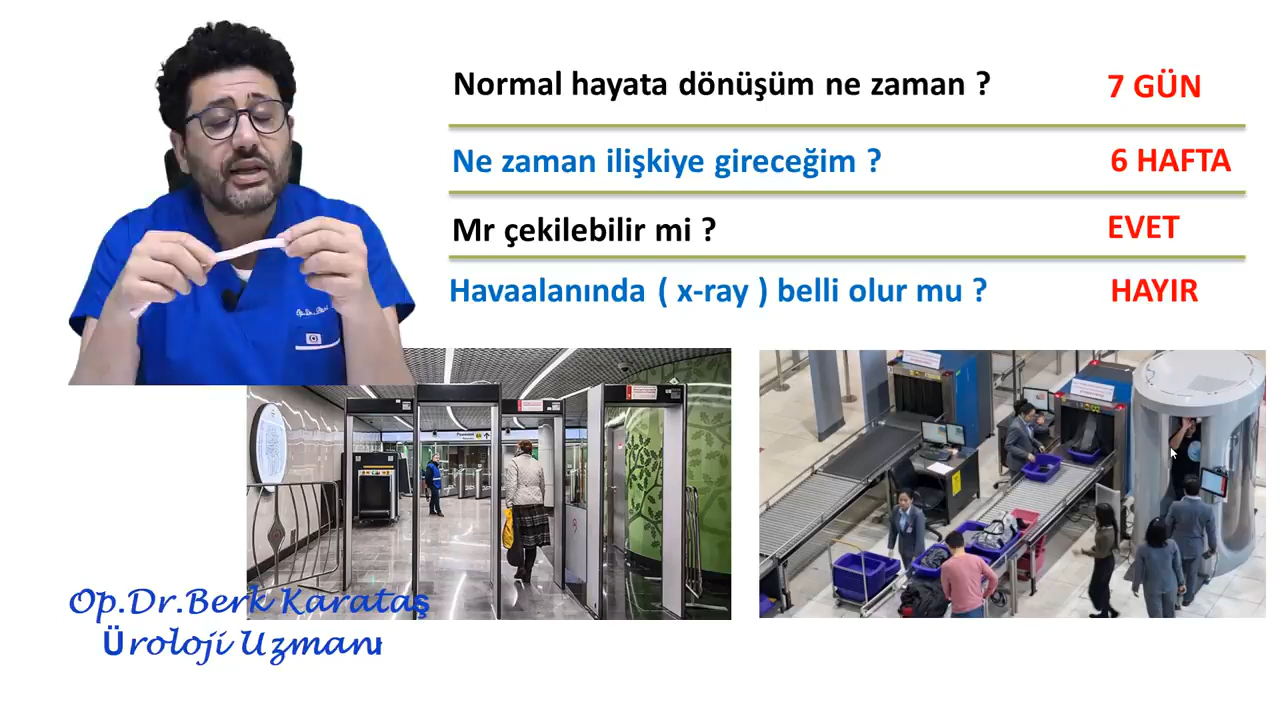 Normal hayata dönüşüm ne zaman ? 7 GÜN
Ne zaman ilişkiye gireceğim ? 6 HAFTA
Mr çekilebilir mi ? EVET
Havaalanında ( x-ray ) belli olur mu ? HAYIR
Op.Dr.Berk Karataş
Üroloji Uzmanı